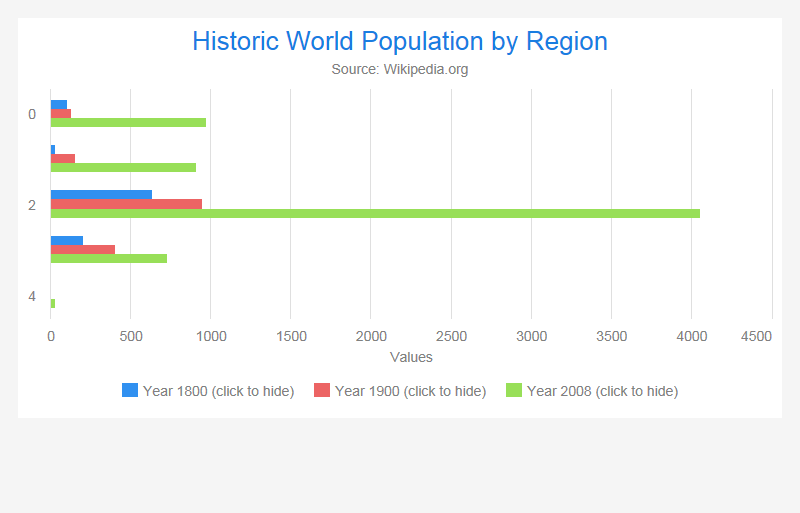 Historic World Population by Region
Source: Wikipedia.org
0
2
4
0 500 1000 1500 2000 2500 3000 3500 4000 4500
Values
Year 1800 (click to hide) Year 1900 (click to hide) Year 2008 (click to hide)